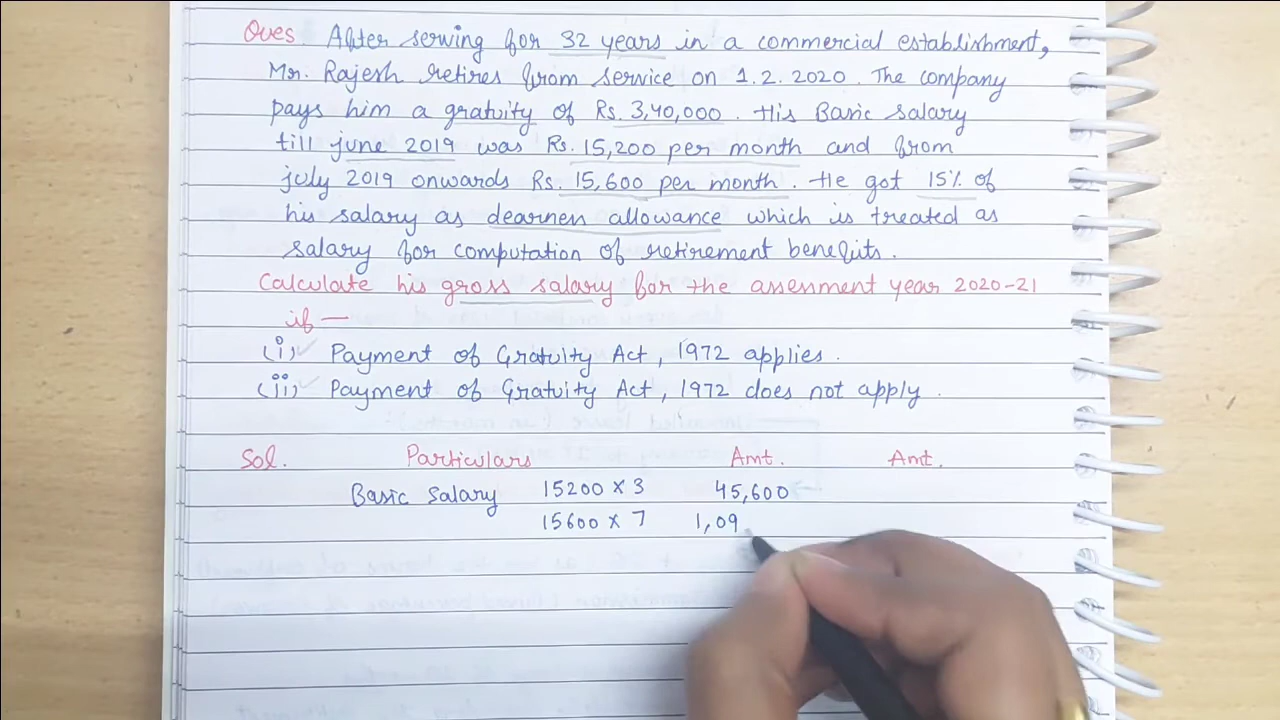 Ques. After serving for 32 years in a commercial establishment,
Mr. Rajesh retires from service on 1.2.2020. The company
pays him a gratuity of Rs. 3,40,000. His Basic salary
till june 2019 was Rs. 15,200 per month and from
july 2019 onwards Rs. 15,600 per month. He got 15% of
his salary as dearness allowance which is treated as
salary for computation of retirement benefits.
Calculate his gross salary for the assessment year 2020-21
if —
(i) Payment of Gratuity Act, 1972 applies.
(ii) Payment of Gratuity Act, 1972 does not apply.
Sol. Particulars Amt. Amt.
Basic Salary 15200 x 3 45,600
15600 x 7 1,09